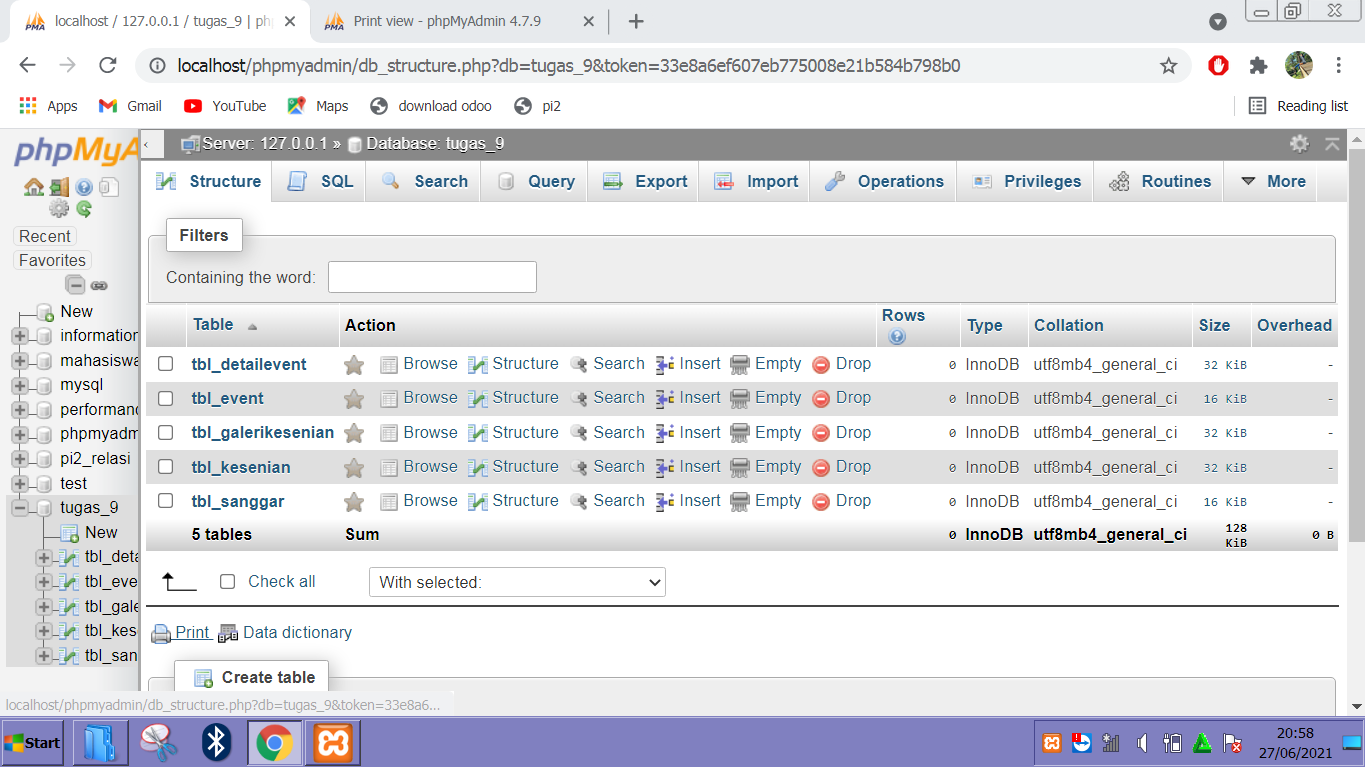 localhost / 127.0.0.1 / tugas_9 | ph
Print view - phpMyAdmin 4.7.9
localhost/phpmyadmin/db_structure.php?db=tugas_9&token=33e8a6ef607eb775008e21b584b798b0
Apps Gmail YouTube Maps download odoo pi2 Reading list
phpMyA
Server: 127.0.0.1 » Database: tugas_9
Structure SQL Search Query Export Import Operations Privileges Routines More
Recent
Favorites
New
information
mahasiswa
mysql
performanc
phpmyadm
pi2_relasi
test
tugas_9
New
tbl_deta
tbl_eve
tbl_gale
tbl_kes
tbl_san
Filters
Containing the word:
Table Action Rows Type Collation Size Overhead
tbl_detailevent Browse Structure Search Insert Empty Drop 0 InnoDB utf8mb4_general_ci 32 KiB -
tbl_event Browse Structure Search Insert Empty Drop 0 InnoDB utf8mb4_general_ci 16 KiB -
tbl_galerikesenian Browse Structure Search Insert Empty Drop 0 InnoDB utf8mb4_general_ci 32 KiB -
tbl_kesenian Browse Structure Search Insert Empty Drop 0 InnoDB utf8mb4_general_ci 32 KiB -
tbl_sanggar Browse Structure Search Insert Empty Drop 0 InnoDB utf8mb4_general_ci 16 KiB -
5 tables Sum 0 InnoDB utf8mb4_general_ci 128 KiB 0 B
Check all With selected:
Print Data dictionary
Create table
localhost/phpmyadmin/db_structure.php?db=tugas_9&token=33e8a6...
Start
20:58
27/06/2021